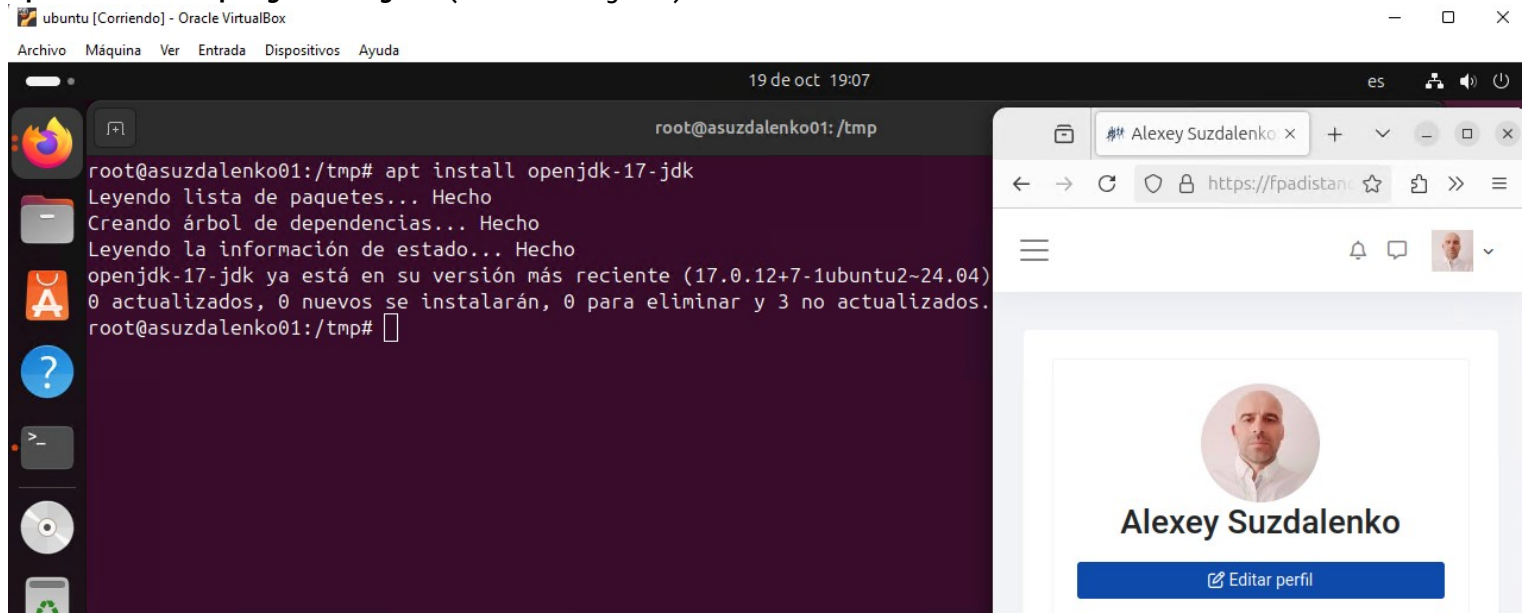 ubuntu [Corriendo] - Oracle VirtualBox
Archivo Máquina Ver Entrada Dispositivos Ayuda
19 de oct 19:07
es
root@asuzdalenko01: /tmp
root@asuzdalenko01:/tmp# apt install openjdk-17-jdk
Leyendo lista de paquetes... Hecho
Creando árbol de dependencias... Hecho
Leyendo la información de estado... Hecho
openjdk-17-jdk ya está en su versión más reciente (17.0.12+7-1ubuntu2~24.04)
0 actualizados, 0 nuevos se instalarán, 0 para eliminar y 3 no actualizados.
root@asuzdalenko01:/tmp#
Alexey Suzdalenko
https://fpadistanc
Alexey Suzdalenko
Editar perfil